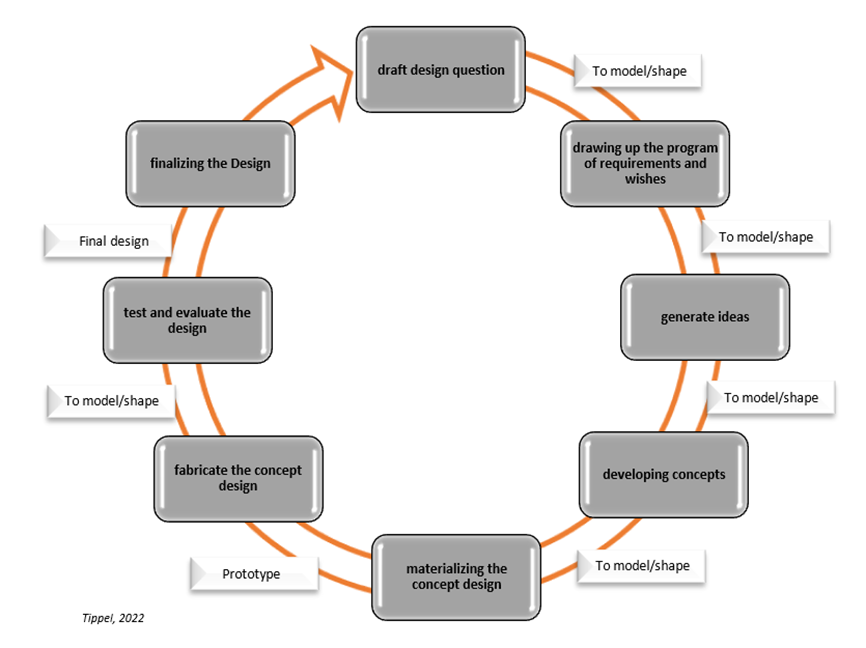 draft design question
To model/shape
drawing up the program
of requirements and
wishes
To model/shape
generate ideas
To model/shape
developing concepts
To model/shape
materializing the
concept design
Prototype
fabricate the concept
design
To model/shape
test and evaluate the
design
Final design
finalizing the Design
Tippel, 2022